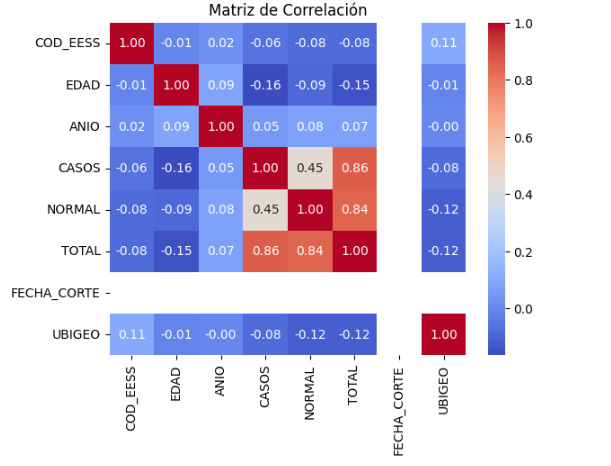 Matriz de Correlación
COD_EESS 1.00 -0.01 0.02 -0.06 -0.08 -0.08 0.11
EDAD -0.01 1.00 0.09 -0.16 -0.09 -0.15 -0.01
ANIO 0.02 0.09 1.00 0.05 0.08 0.07 -0.00
CASOS -0.06 -0.16 0.05 1.00 0.45 0.86 -0.08
NORMAL -0.08 -0.09 0.08 0.45 1.00 0.84 -0.12
TOTAL -0.08 -0.15 0.07 0.86 0.84 1.00 -0.12
FECHA_CORTE
UBIGEO 0.11 -0.01 -0.00 -0.08 -0.12 -0.12 1.00
COD_EESS
EDAD
ANIO
CASOS
NORMAL
TOTAL
FECHA_CORTE
UBIGEO
1.0
0.8
0.6
0.4
0.2
0.0